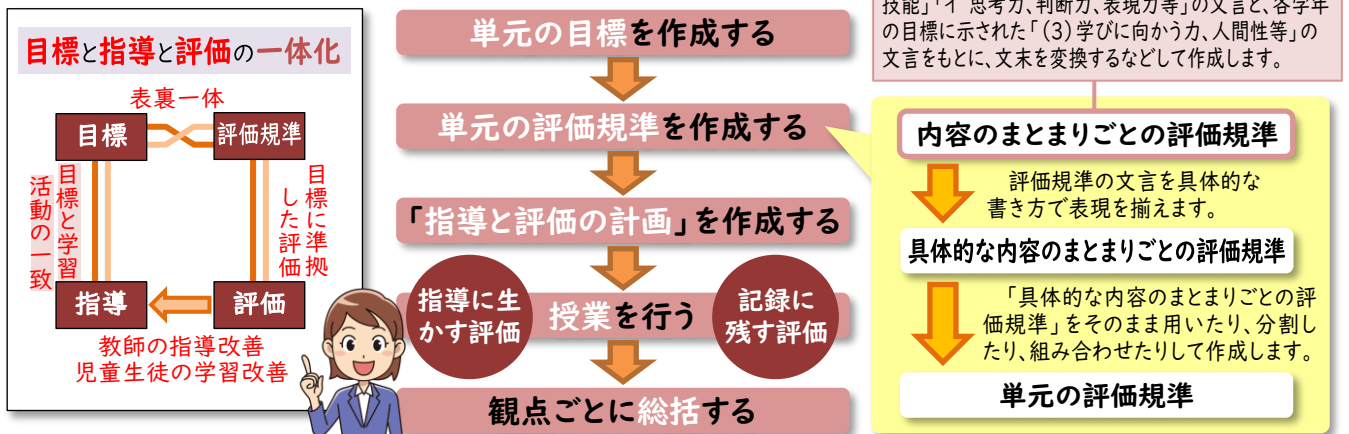 目標と指導と評価の一体化
表裏一体
目標
評価規準
目標と学習
活動の一致
目標に準拠
した評価
指導
評価
教師の指導改善
児童生徒の学習改善
単元の目標を作成する
単元の評価規準を作成する
「指導と評価の計画」を作成する
指導に生
かす評価
授業を行う
記録に
残す評価
観点ごとに総括する
技能」「イ 思考力、判断力、表現力等」の文言と、各学年
の目標に示された「(3)学びに向かう力、人間性等」の
文言をもとに、文末を変換するなどして作成します。
内容のまとまりごとの評価規準
評価規準の文言を具体的な
書き方で表現を揃えます。
具体的な内容のまとまりごとの評価規準
「具体的な内容のまとまりごとの評
価規準」をそのまま用いたり、分割し
たり、組み合わせたりして作成します。
単元の評価規準